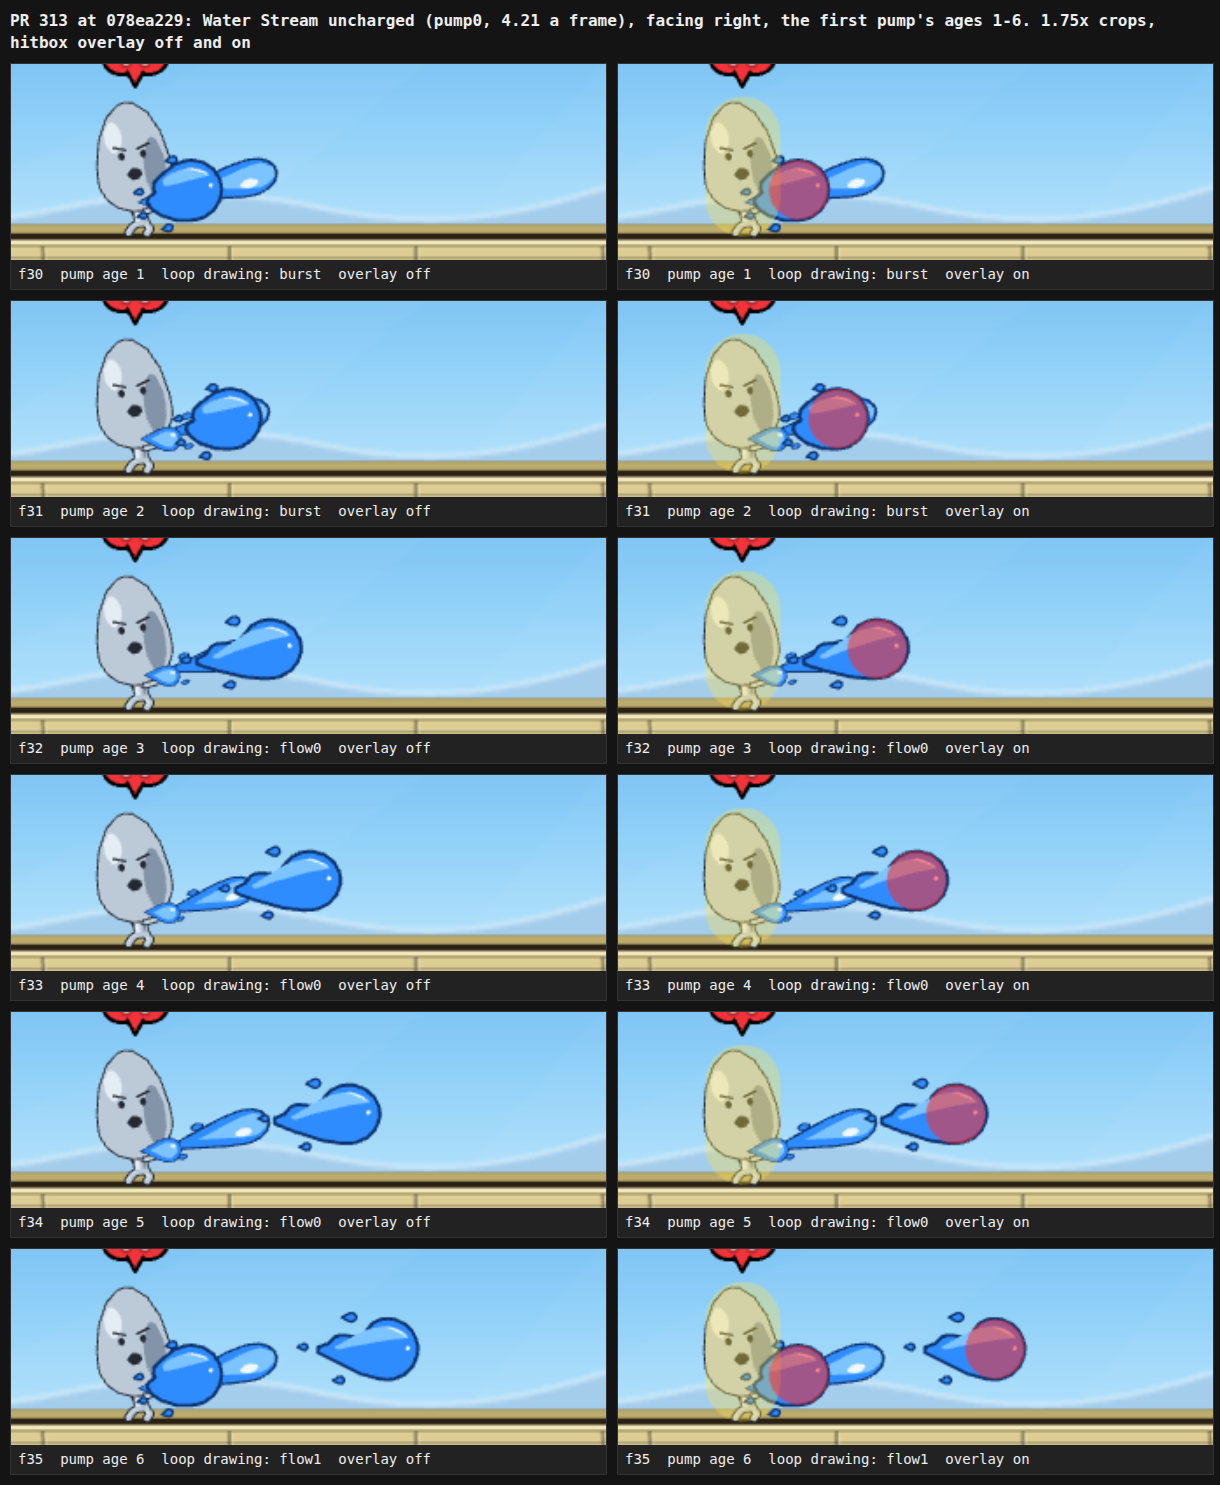 PR 313 at 078ea229: Water Stream uncharged (pump0, 4.21 a frame), facing right, the first pump's ages 1-6. 1.75x crops,
hitbox overlay off and on
f30  pump age 1  loop drawing: burst  overlay off
f30  pump age 1  loop drawing: burst  overlay on
f31  pump age 2  loop drawing: burst  overlay off
f31  pump age 2  loop drawing: burst  overlay on
f32  pump age 3  loop drawing: flow0  overlay off
f32  pump age 3  loop drawing: flow0  overlay on
f33  pump age 4  loop drawing: flow0  overlay off
f33  pump age 4  loop drawing: flow0  overlay on
f34  pump age 5  loop drawing: flow0  overlay off
f34  pump age 5  loop drawing: flow0  overlay on
f35  pump age 6  loop drawing: flow1  overlay off
f35  pump age 6  loop drawing: flow1  overlay on